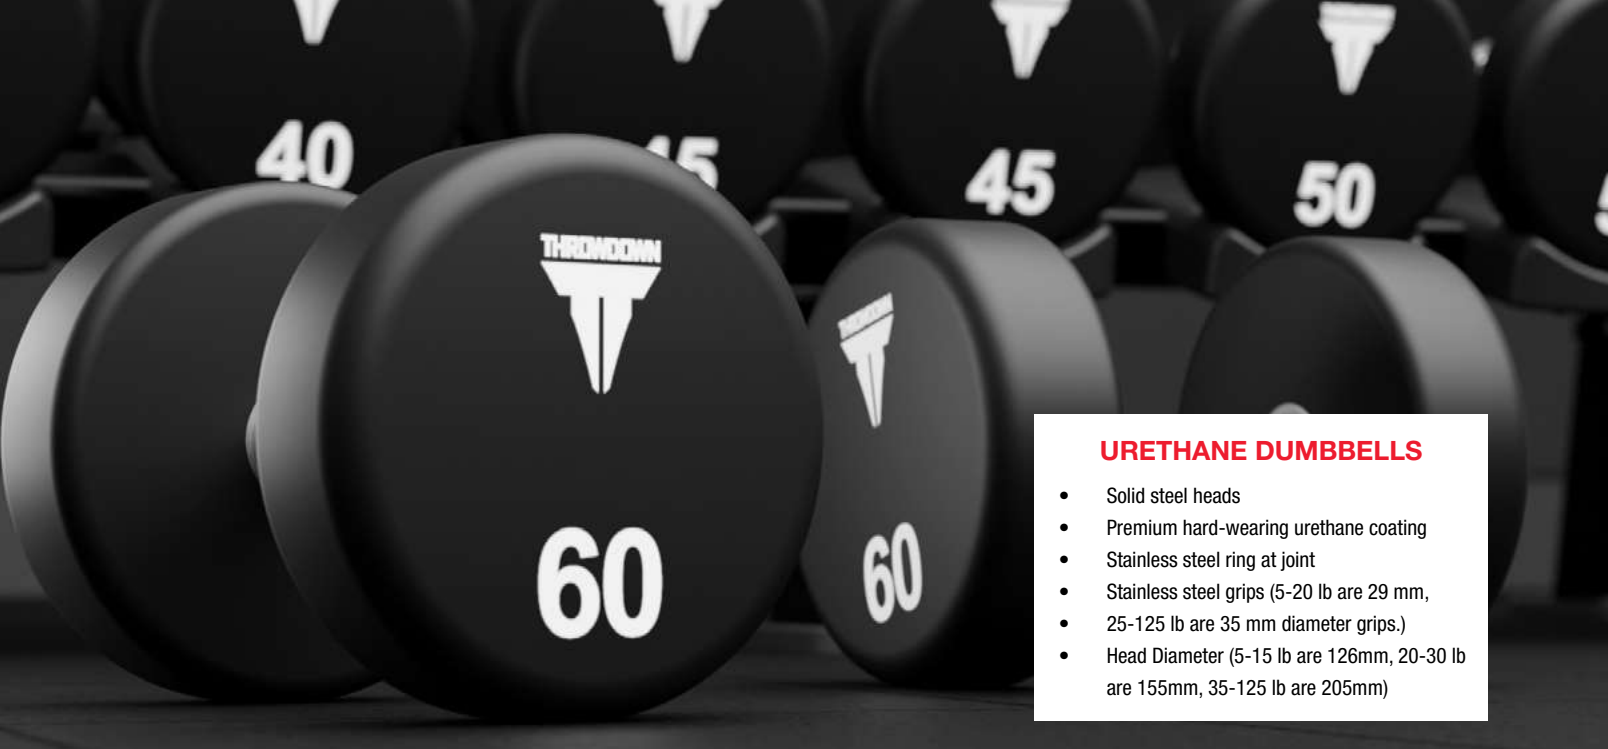 40
45
45
50
THROWDOWN
60
THROWDOWN
60
URETHANE DUMBBELLS
• Solid steel heads
• Premium hard-wearing urethane coating
• Stainless steel ring at joint
• Stainless steel grips (5-20 lb are 29 mm,
• 25-125 lb are 35 mm diameter grips.)
• Head Diameter (5-15 lb are 126mm, 20-30 lb
are 155mm, 35-125 lb are 205mm)